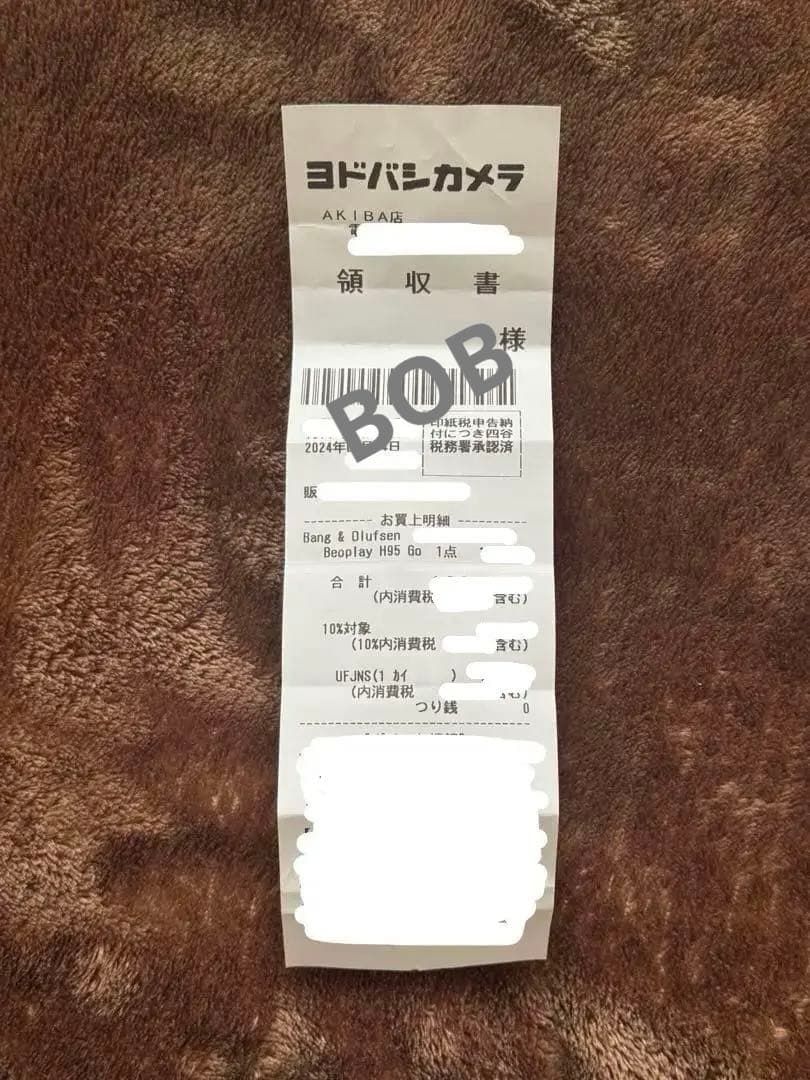 ヨドバシカメラ
AKIBA店
電
領 収 書
様
BOB
印紙税申告納
付につき四谷
税務署承認済
2024年
日
販
お買上明細
Bang & Olufsen
Beoplay H95 Go 1点
合 計
(内消費税 含む)
10%対象
(10%内消費税 含む)
UFJNS(1 ｶｲ )
(内消費税 含む)
つり銭 0